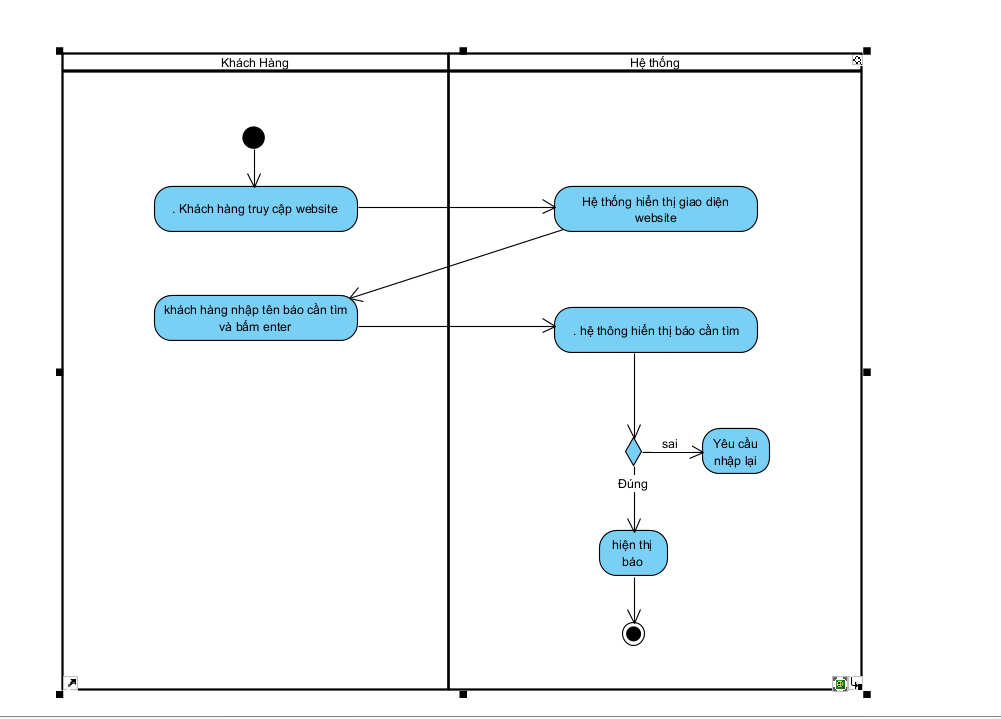 Khách Hàng
Hệ thống
. Khách hàng truy cập website
Hệ thống hiển thị giao diện
website
khách hàng nhập tên báo cần tìm
và bấm enter
. hệ thông hiển thị báo cần tìm
sai
Yêu cầu
nhập lại
Đúng
hiện thị
báo